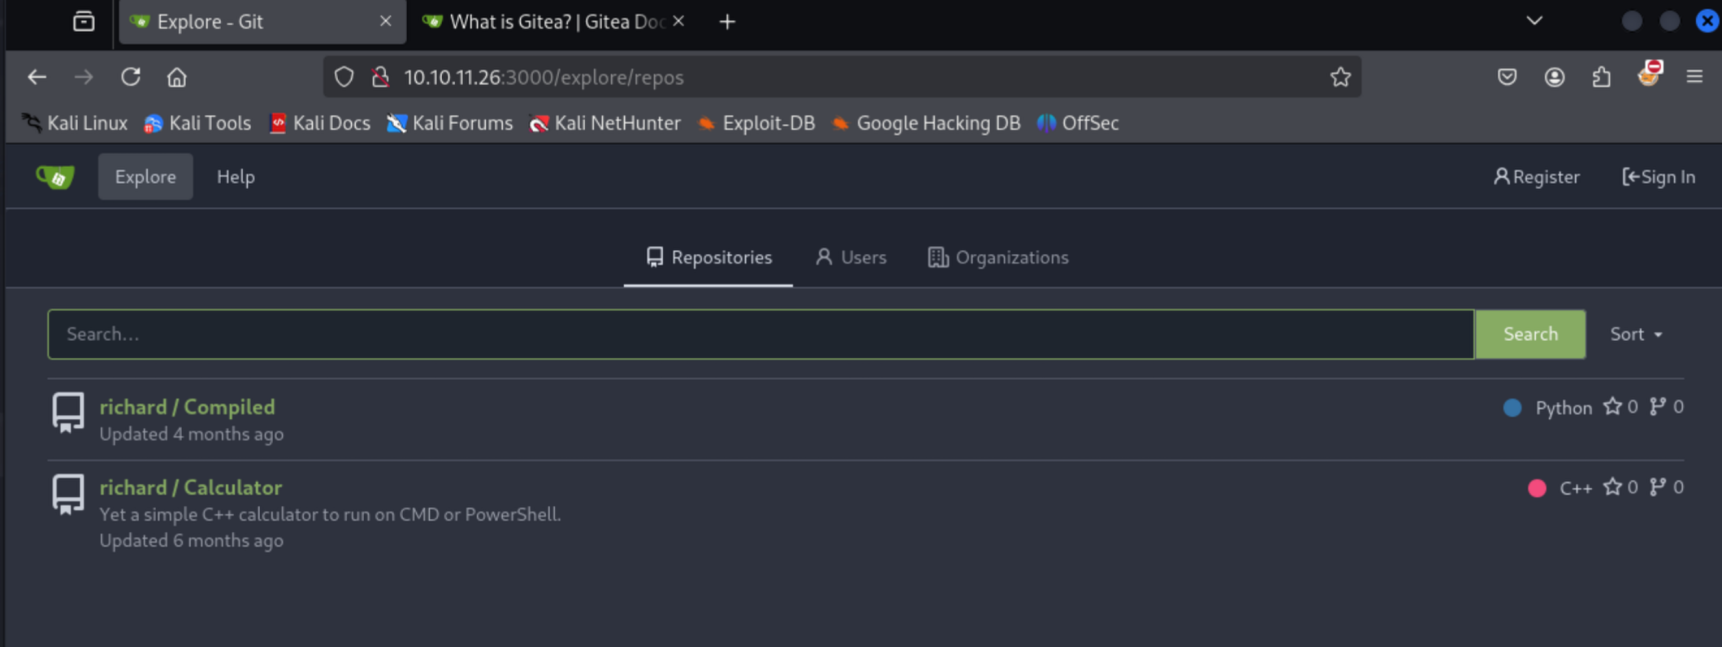 Explore - Git
What is Gitea? | Gitea Doc
10.10.11.26:3000/explore/repos
Kali Linux Kali Tools Kali Docs Kali Forums Kali NetHunter Exploit-DB Google Hacking DB OffSec
Explore Help Register Sign In
Repositories Users Organizations
Search... Search Sort
richard / Compiled Python 0 0
Updated 4 months ago
richard / Calculator C++ 0 0
Yet a simple C++ calculator to run on CMD or PowerShell.
Updated 6 months ago